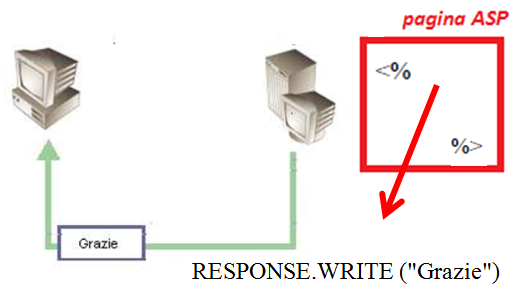 pagina ASP
<%
%>
Grazie
RESPONSE.WRITE ("Grazie")